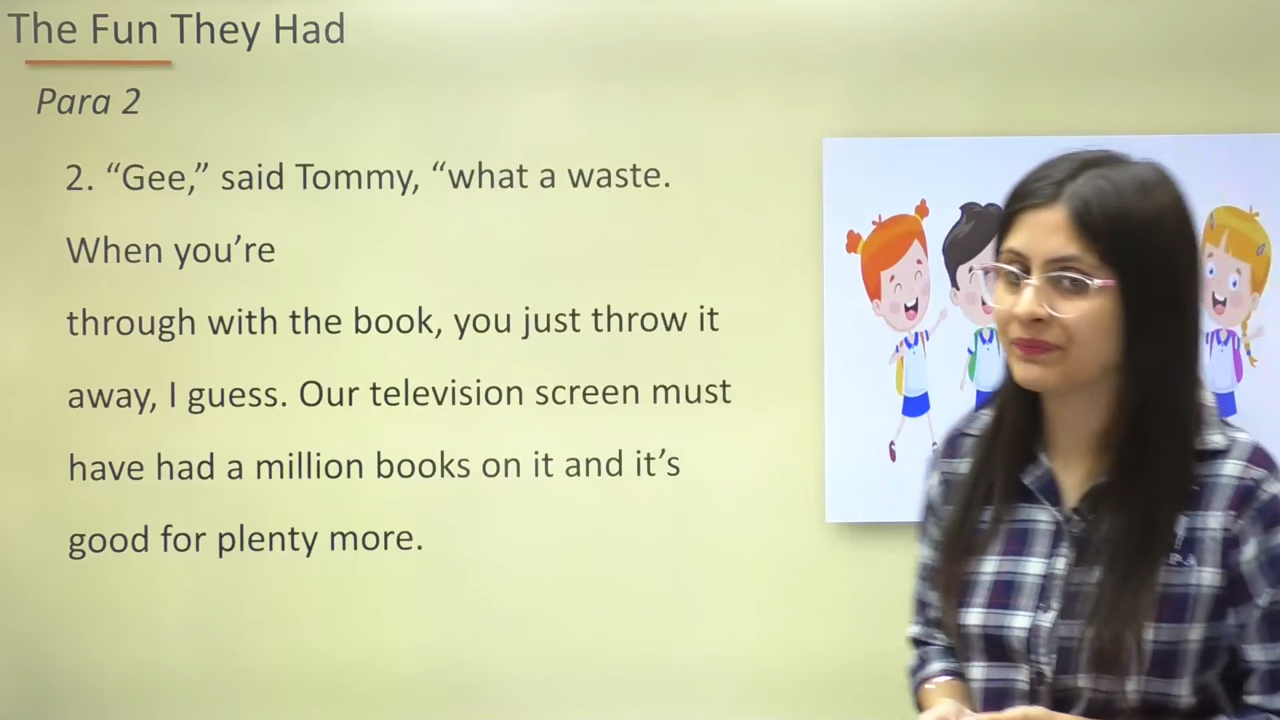 The Fun They Had
Para 2
2. “Gee,” said Tommy, “what a waste.
When you’re
through with the book, you just throw it
away, I guess. Our television screen must
have had a million books on it and it’s
good for plenty more.